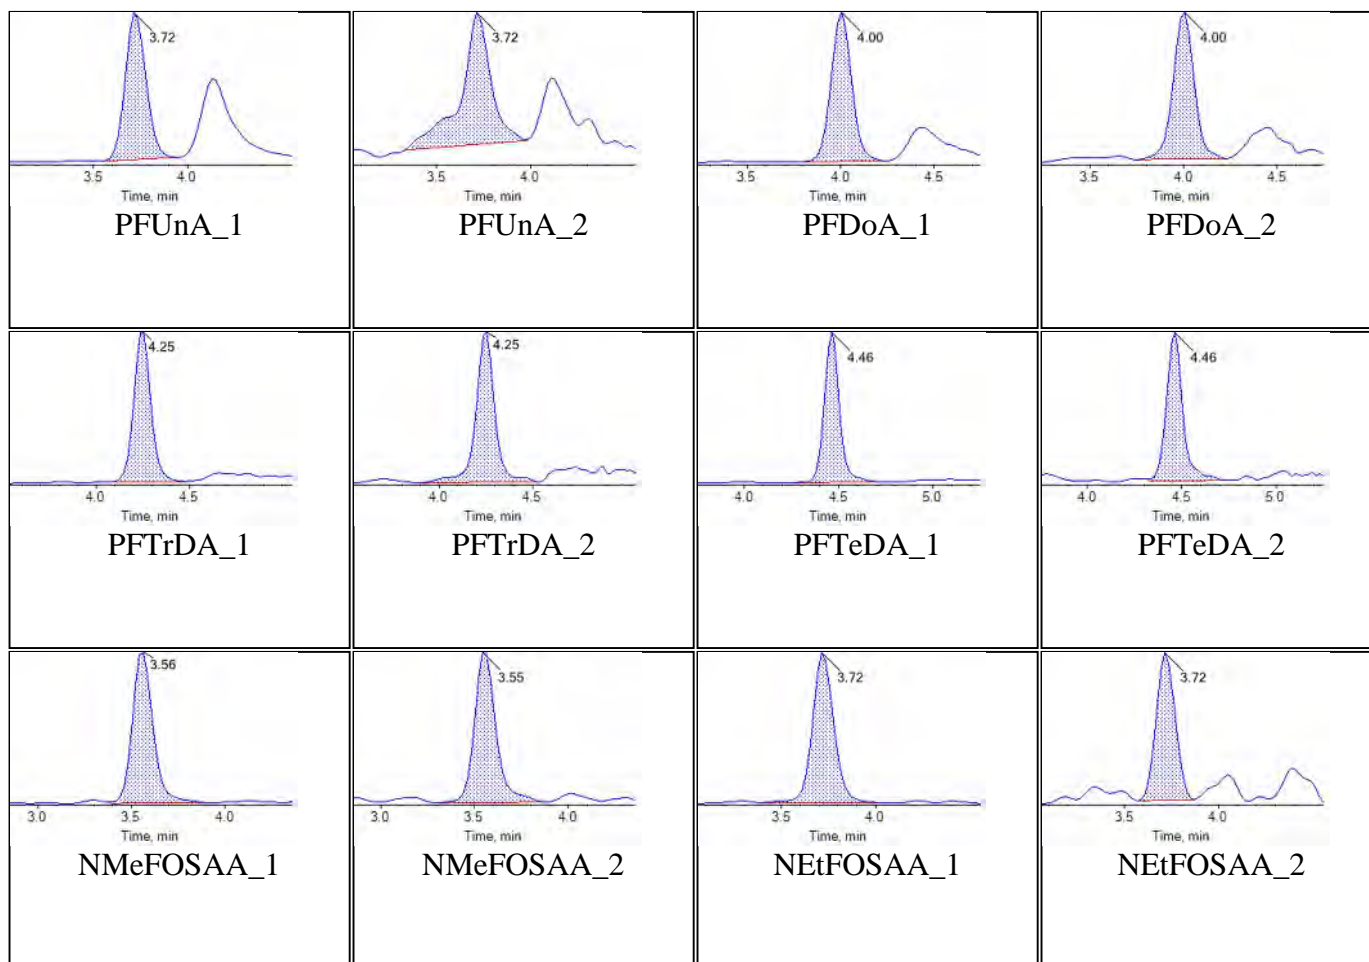 3.72
3.5 4.0
Time, min
PFUnA_1
3.72
3.5 4.0
Time, min
PFUnA_2
4.00
3.5 4.0 4.5
Time, min
PFDoA_1
4.00
3.5 4.0 4.5
Time, min
PFDoA_2
4.25
4.0 4.5
Time, min
PFTrDA_1
4.25
4.0 4.5
Time, min
PFTrDA_2
4.46
4.0 4.5 5.0
Time, min
PFTeDA_1
4.46
4.0 4.5 5.0
Time, min
PFTeDA_2
3.56
3.0 3.5 4.0
Time, min
NMeFOSAA_1
3.55
3.0 3.5 4.0
Time, min
NMeFOSAA_2
3.72
3.5 4.0
Time, min
NEtFOSAA_1
3.72
3.5 4.0
Time, min
NEtFOSAA_2